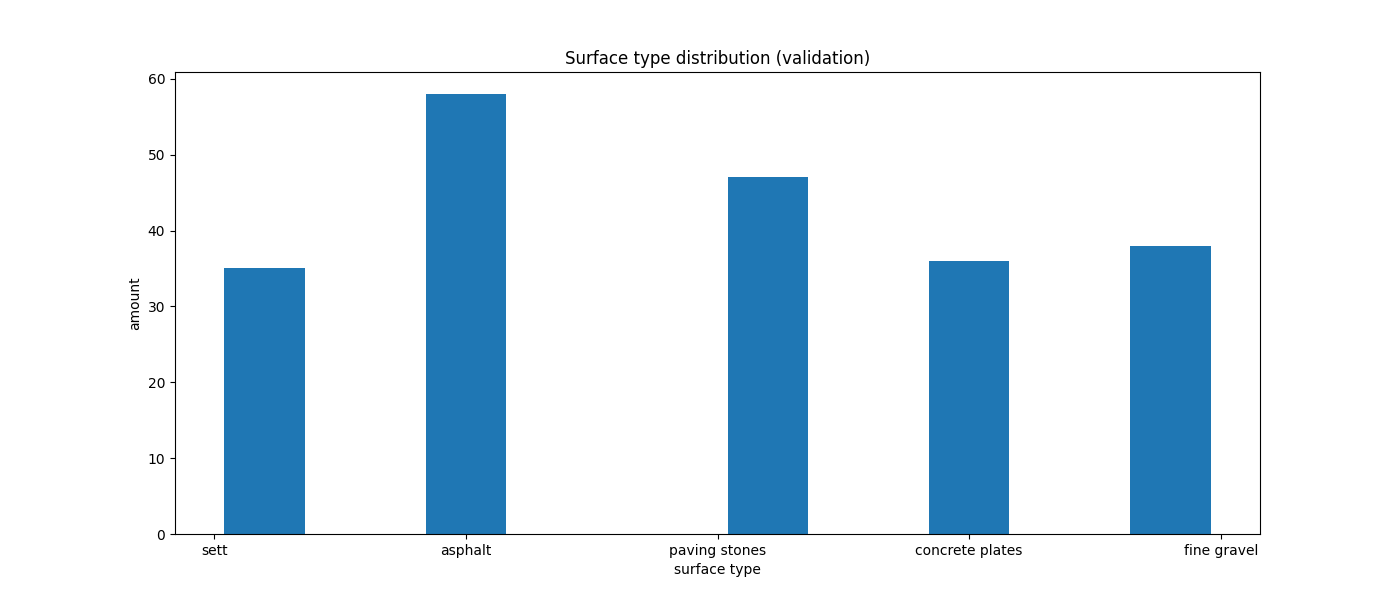 Surface type distribution (validation)
60
50
40
30
20
10
0
amount
sett asphalt paving stones concrete plates fine gravel
surface type